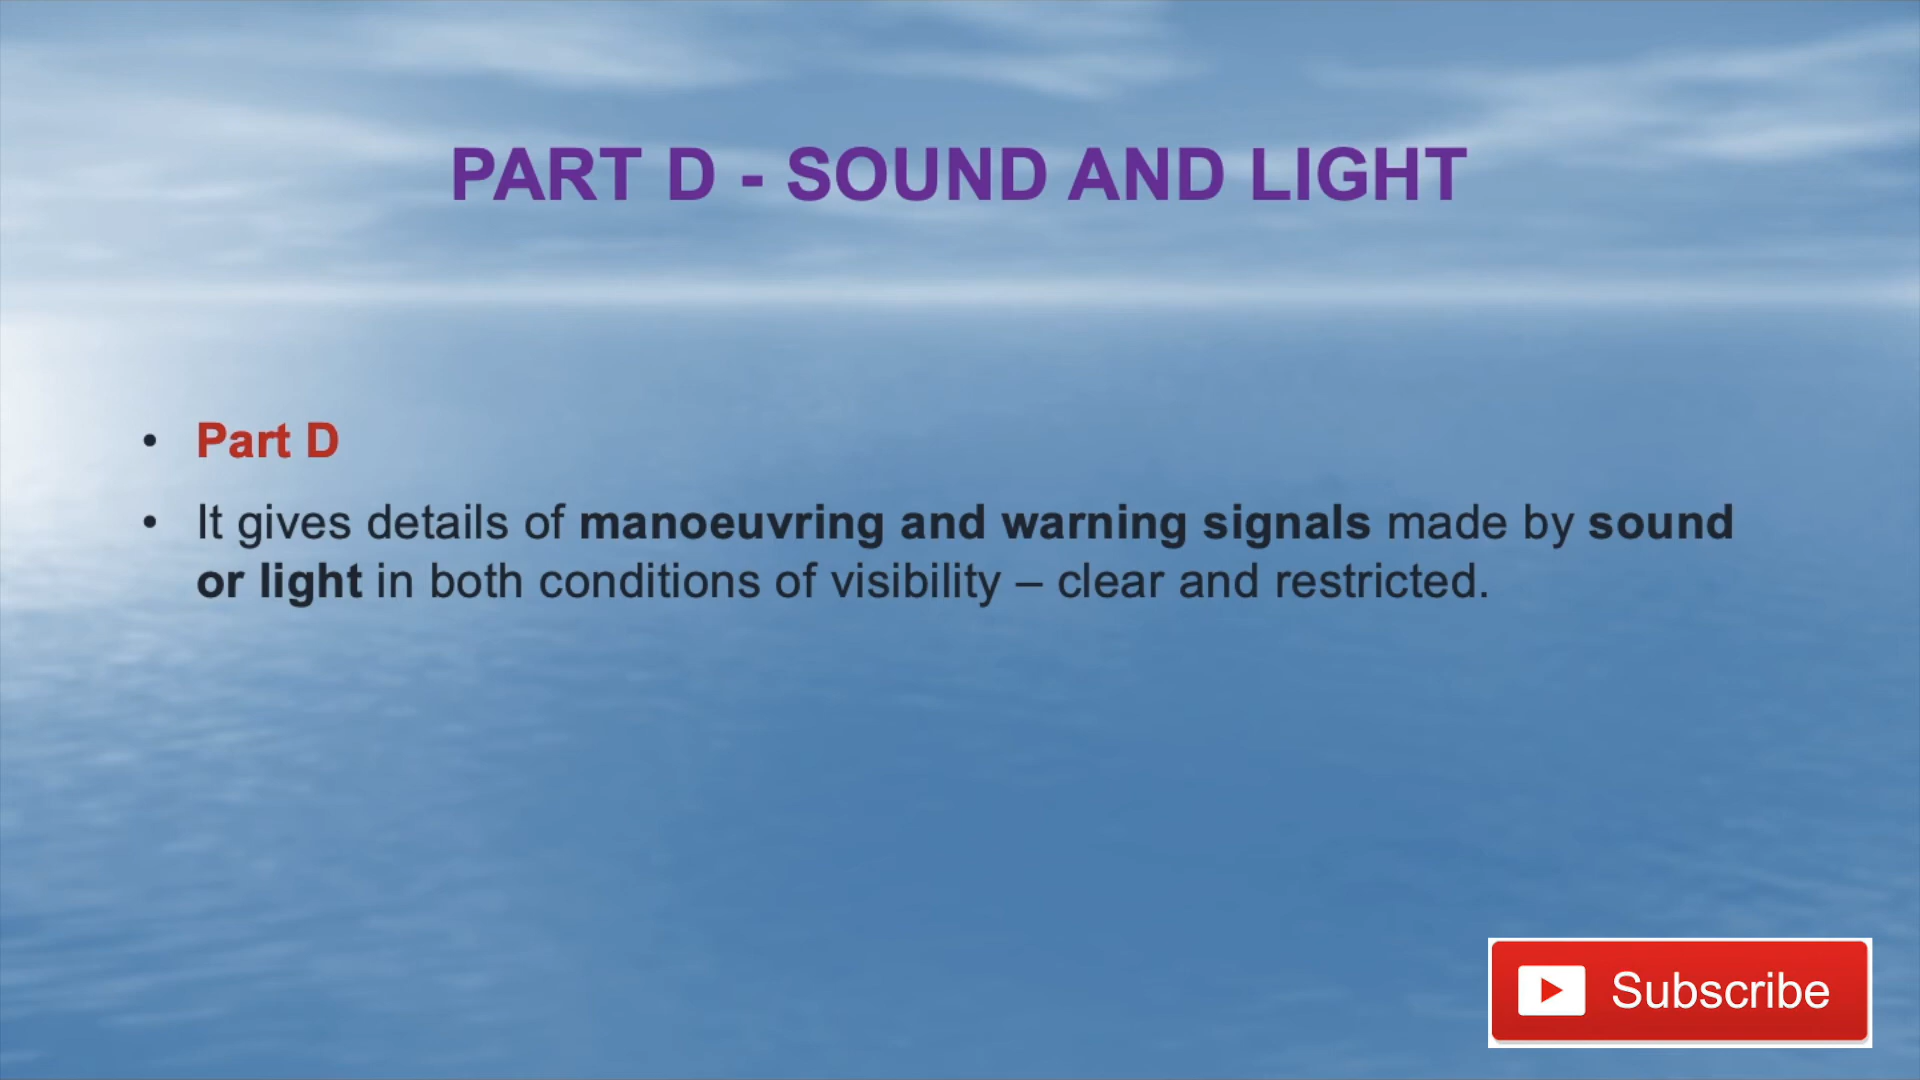 PART D - SOUND AND LIGHT
• Part D
• It gives details of manoeuvring and warning signals made by sound
or light in both conditions of visibility – clear and restricted.
Subscribe